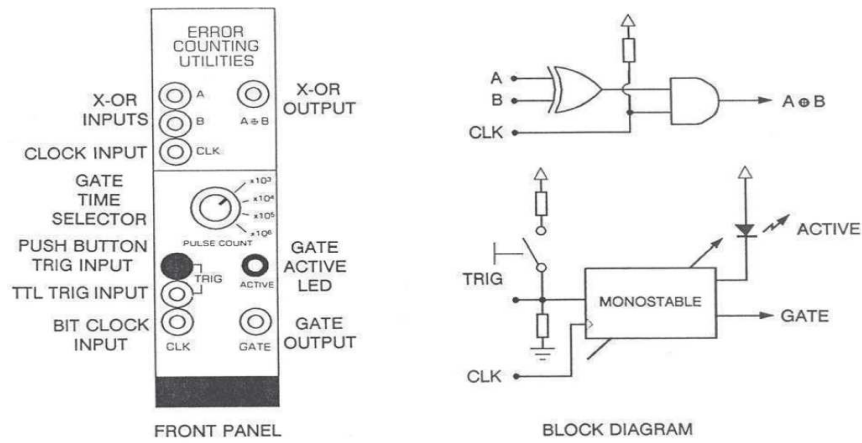 ERROR
COUNTING
UTILITIES
X-OR
INPUTS
A
B
X-OR
OUTPUT
A⊕B
CLOCK INPUT
CLK
GATE
TIME
SELECTOR
x10³
x10⁴
x10⁵
x10⁶
PULSE COUNT
PUSH BUTTON
TRIG INPUT
TRIG
TTL TRIG INPUT
GATE
ACTIVE
LED
ACTIVE
BIT CLOCK
INPUT
CLK
GATE
GATE
OUTPUT
FRONT PANEL
A
B
CLK
A⊕B
ACTIVE
TRIG
MONOSTABLE
GATE
CLK
BLOCK DIAGRAM